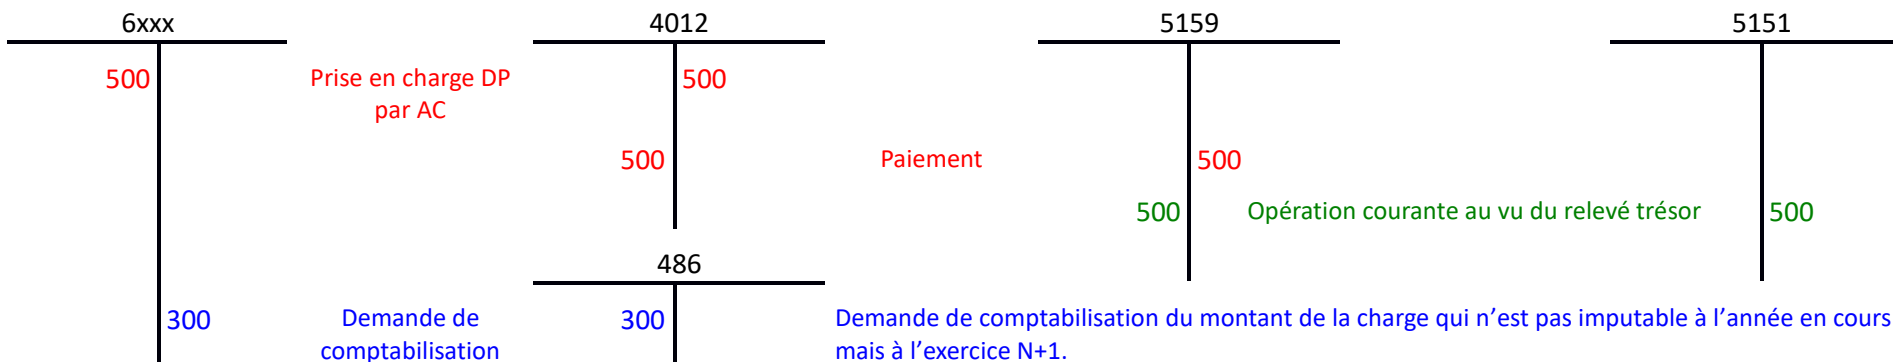 6xxx 4012 5159 5151
500 Prise en charge DP 500
par AC
500 Paiement 500
500 Opération courante au vu du relevé trésor 500
486
300 Demande de 300 Demande de comptabilisation du montant de la charge qui n’est pas imputable à l’année en cours
comptabilisation mais à l’exercice N+1.